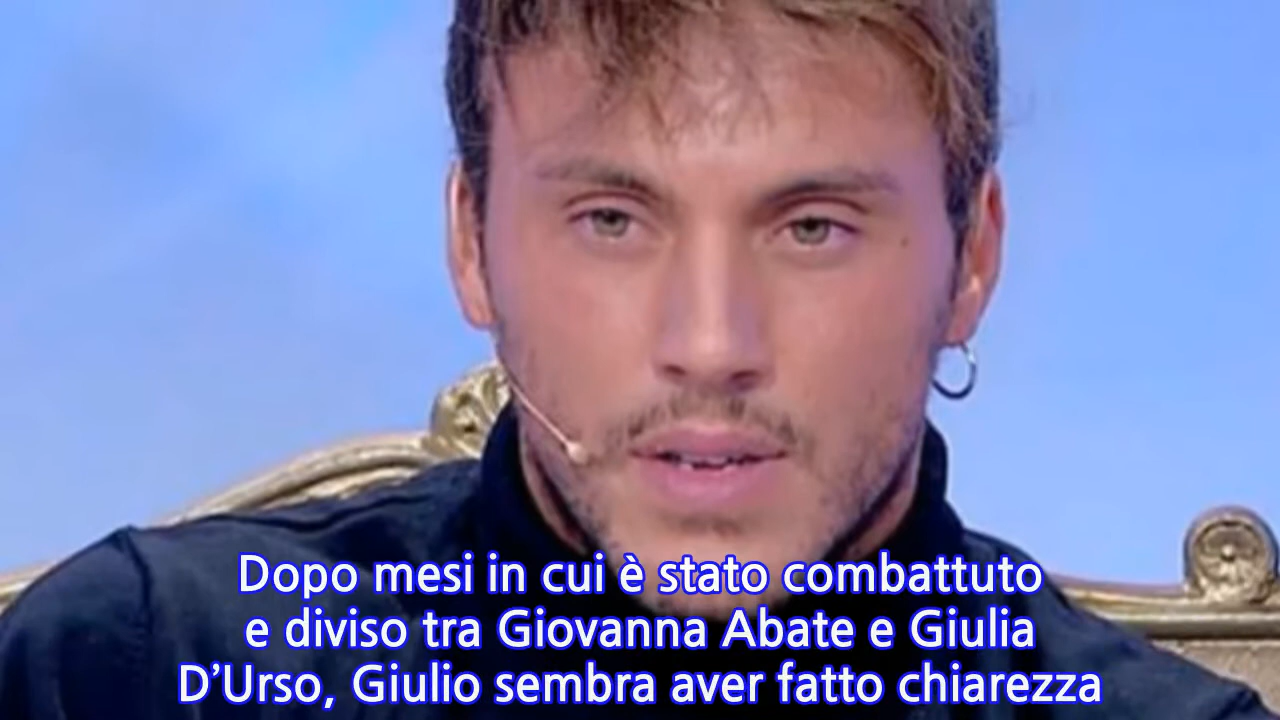 Dopo mesi in cui è stato combattuto
e diviso tra Giovanna Abate e Giulia
D’Urso, Giulio sembra aver fatto chiarezza